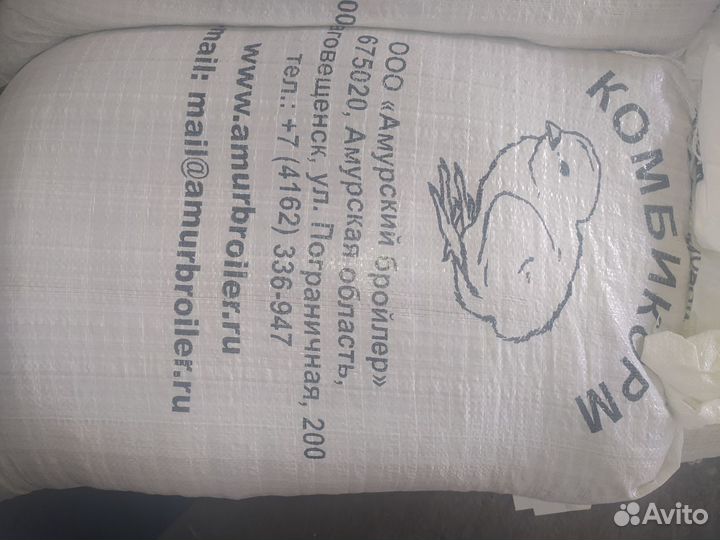 КОМБИКОРМ
ООО «Амурский бройлер»
675020, Амурская область,
ул. Пограничная, 200
тел.: +7 (4162) 336-947
www.amurbroiler.ru
mail: mail@amurbroiler.ru
Avito